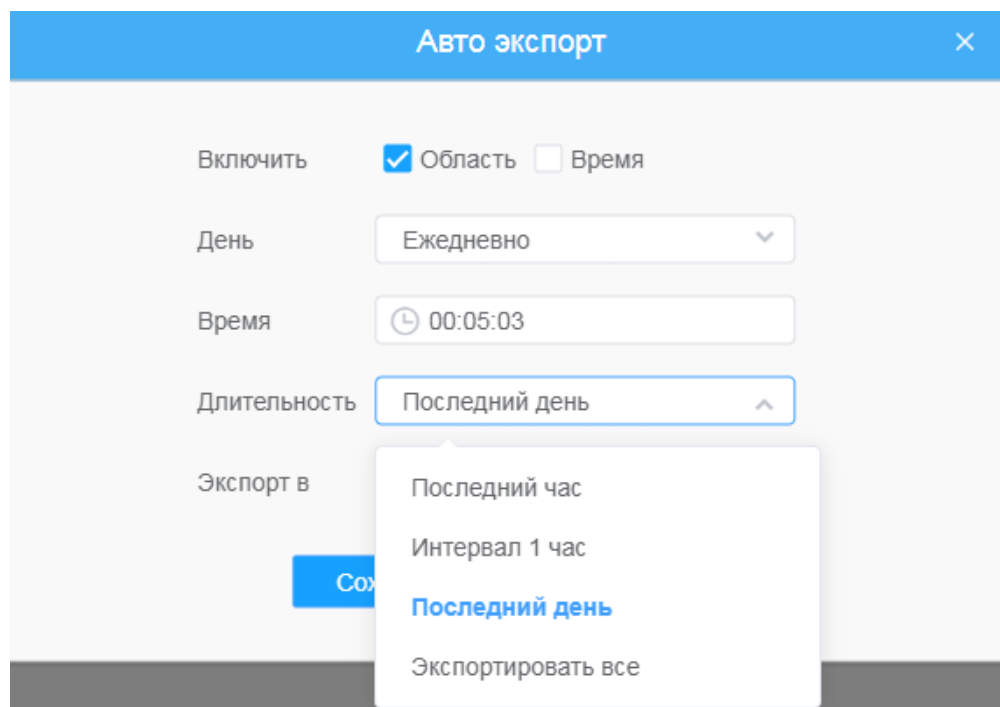 Авто экспорт
Включить Область Время
День Ежедневно
Время 00:05:03
Длительность Последний день
Экспорт в
Последний час
Интервал 1 час
Последний день
Экспортировать все